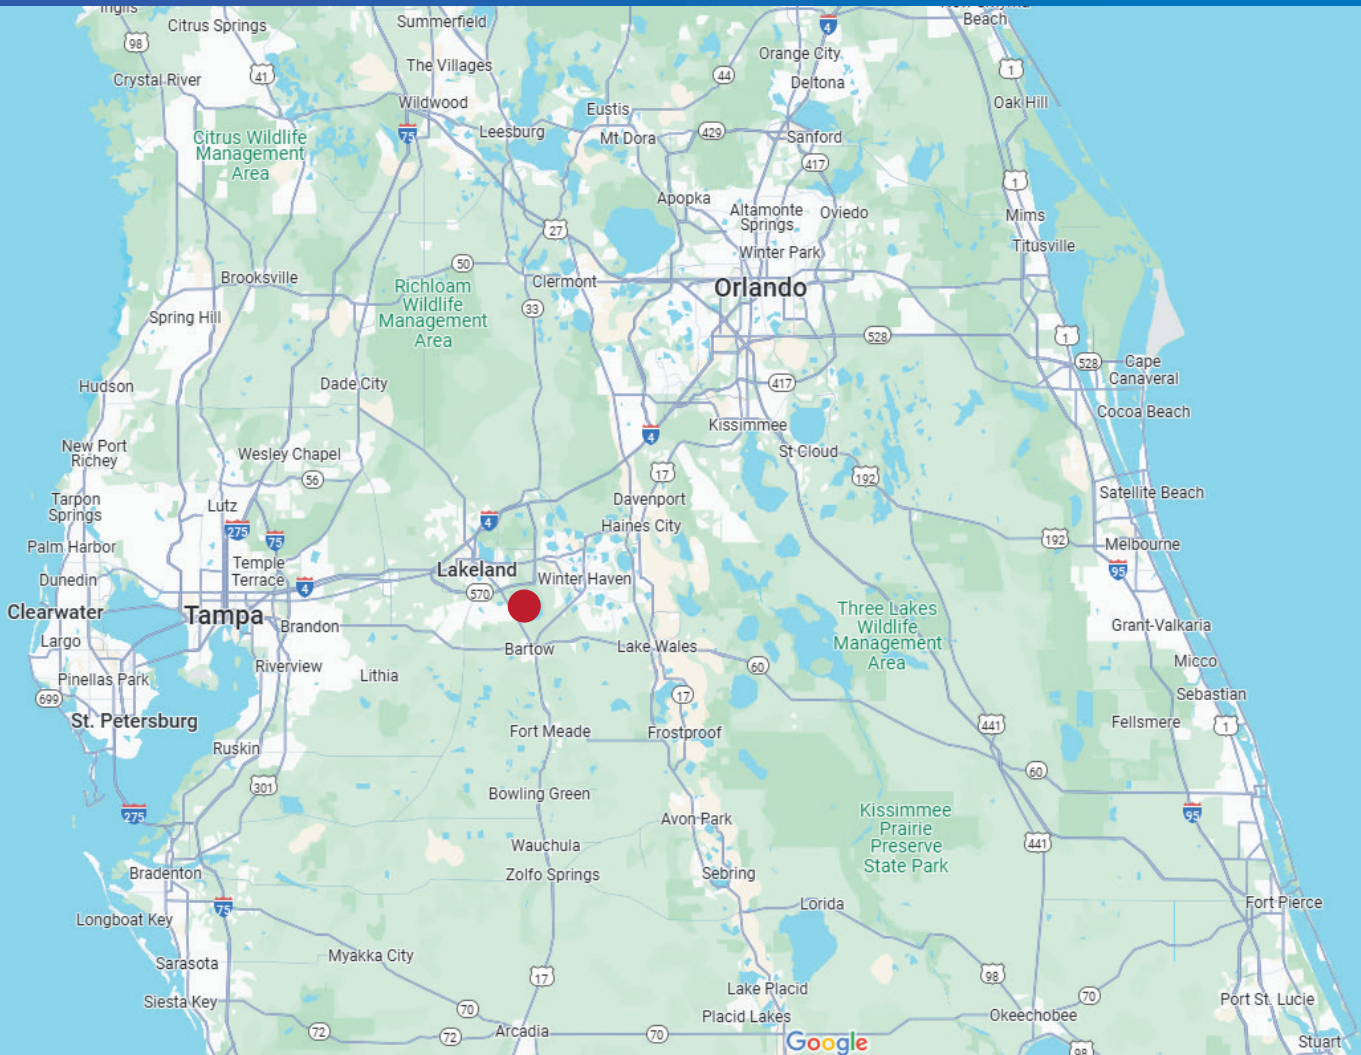 Inglis
Citrus Springs
Summerfield
4
Beach
98
Orange City
The Villages
Crystal River
41
44
Deltona
1
Wildwood
Eustis
Oak Hill
75
Leesburg
Mt Dora
429
Sanford
Citrus Wildlife
Management
Area
417
1
Apopka
Altamonte
Springs
Oviedo
Mims
27
Titusville
Winter Park
50
Brooksville
Clermont
Orlando
Richloam
Wildlife
Management
Area
33
Spring Hill
528
1
528
Cape
Canaveral
Hudson
Dade City
417
Cocoa Beach
Kissimmee
4
New Port
Richey
Wesley Chapel
St Cloud
56
17
192
Tarpon
Springs
Lutz
Davenport
Satellite Beach
275
4
Haines City
75
192
Melbourne
Palm Harbor
Temple
Terrace
Lakeland
95
Dunedin
4
570
Winter Haven
Clearwater
Tampa
Brandon
Three Lakes
Wildlife
Management
Area
Grant-Valkaria
Largo
Bartow
Lake Wales
Riverview
60
Micco
Pinellas Park
Lithia
699
17
Sebastian
St. Petersburg
441
Fellsmere
1
Fort Meade
Frostproof
Ruskin
60
301
Bowling Green
275
Avon Park
Kissimmee
Prairie
Preserve
State Park
95
441
Wauchula
Bradenton
Zolfo Springs
Sebring
75
Lorida
Fort Pierce
Longboat Key
Myakka City
Sarasota
17
98
Siesta Key
Lake Placid
70
70
Port St. Lucie
Placid Lakes
Okeechobee
72
72
Arcadia
70
Google
98
Stuart